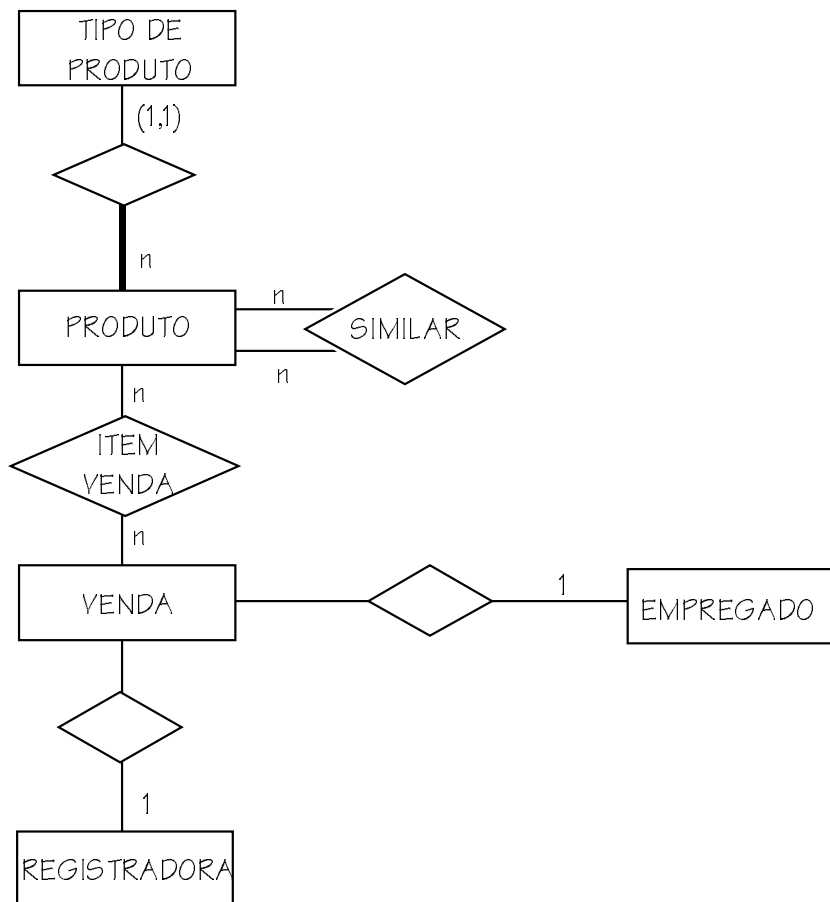 TIPO DE
PRODUTO
(1,1)
n
n
PRODUTO
SIMILAR
n
n
ITEM
VENDA
n
VENDA
1
EMPREGADO
1
REGISTRADORA